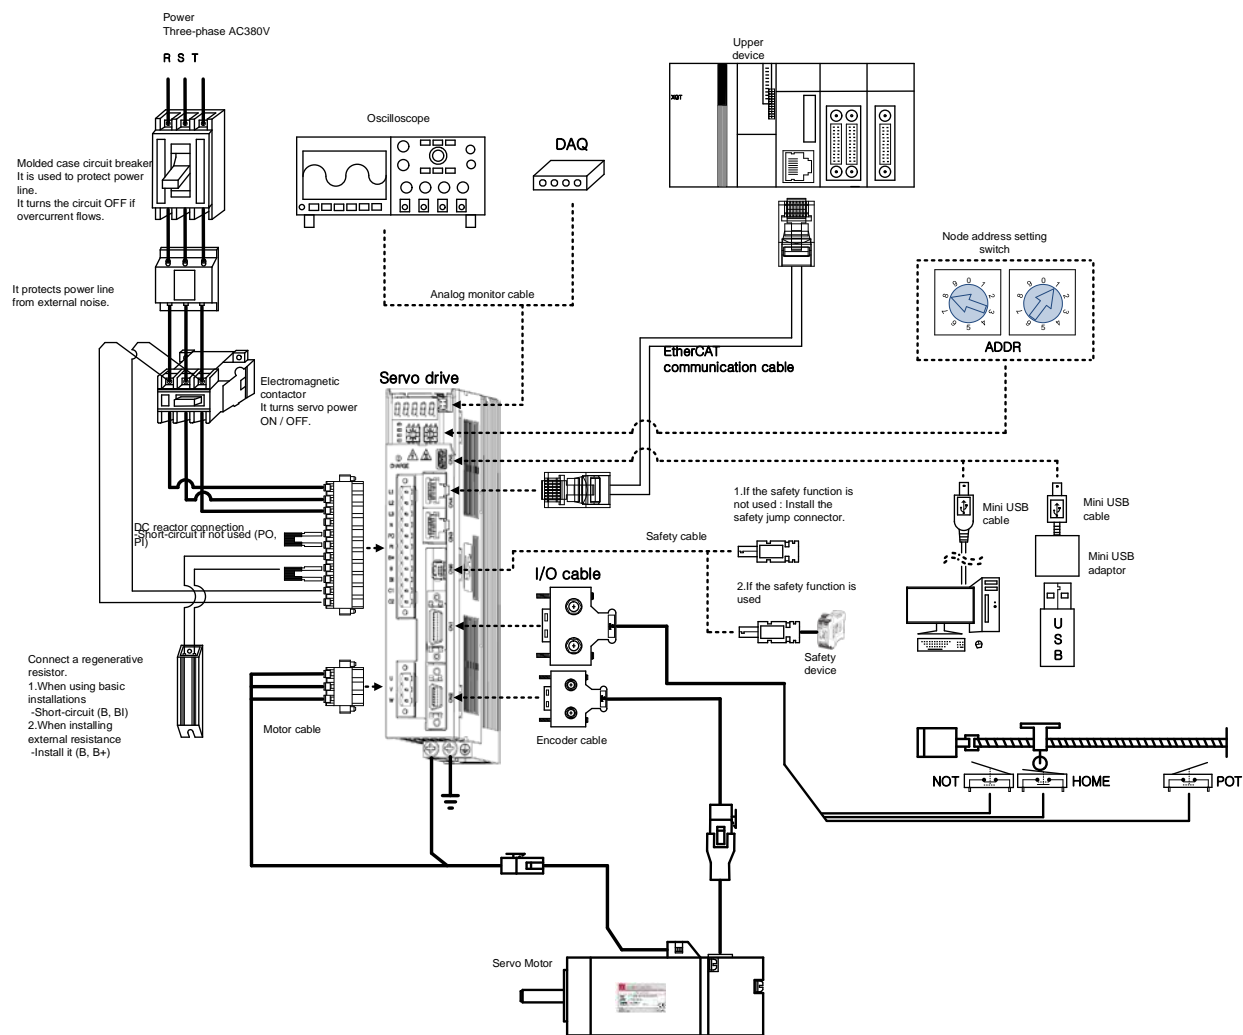 Power
Three-phase AC380V
R S T
Molded case circuit breaker
It is used to protect power
line.
It turns the circuit OFF if
overcurrent flows.
It protects power line
from external noise.
Electromagnetic
contactor
It turns servo power
ON / OFF.
Oscilloscope
DAQ
Analog monitor cable
Upper
device
XGT
Node address setting
switch
ADDR
EtherCAT
communication cable
Servo drive
CHARGE
DC reactor connection
-Short-circuit if not used (PO,
PI)
Connect a regenerative
resistor.
1.When using basic
installations
-Short-circuit (B, BI)
2.When installing
external resistance
-Install it (B, B+)
Motor cable
Safety cable
1.If the safety function is
not used : Install the
safety jump connector.
2.If the safety function is
used
Safety
device
I/O cable
Encoder cable
Mini USB
cable
Mini USB
cable
Mini USB
adaptor
U
S
B
NOT
HOME
POT
Servo Motor